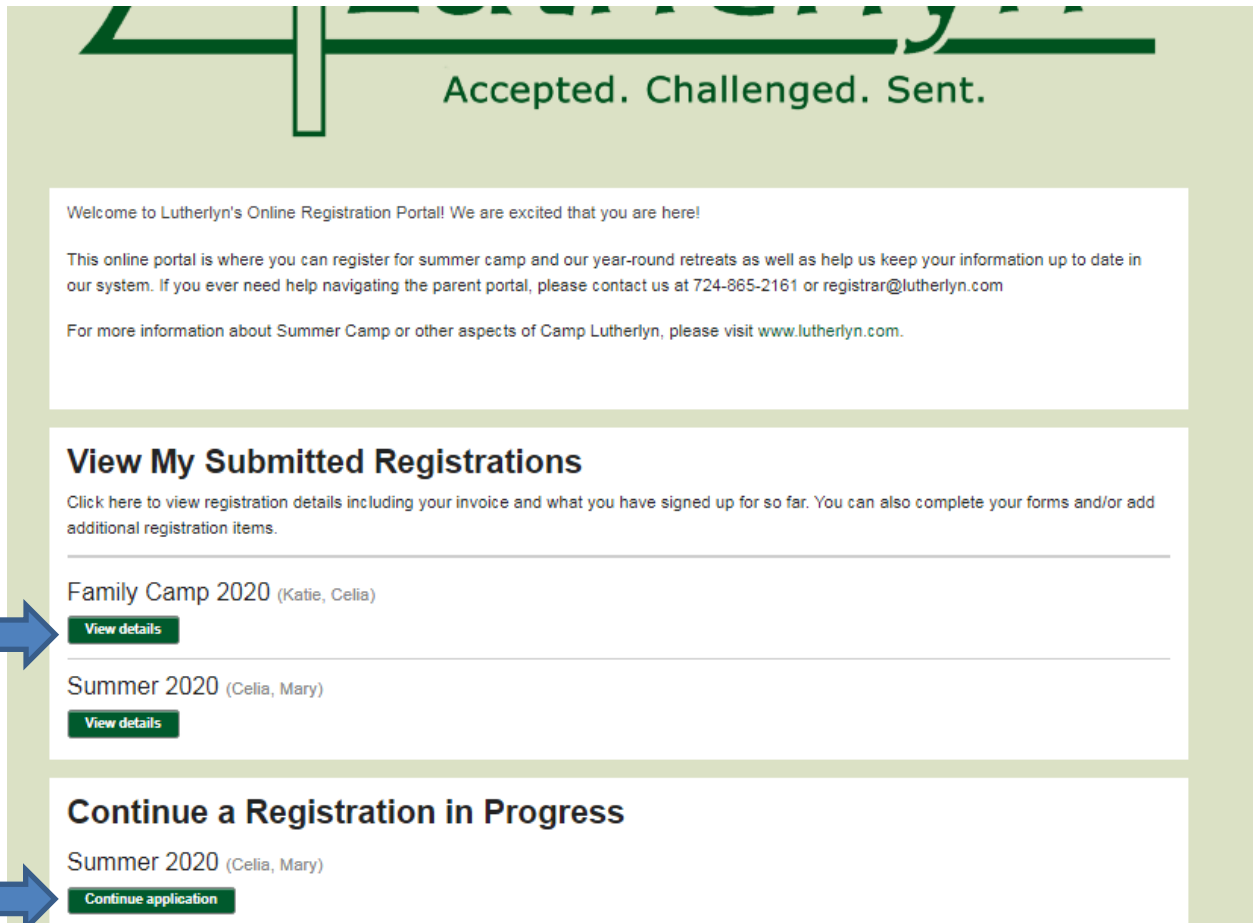 Lutherlyn
Accepted. Challenged. Sent.
Welcome to Lutherlyn's Online Registration Portal! We are excited that you are here!
This online portal is where you can register for summer camp and our year-round retreats as well as help us keep your information up to date in
our system. If you ever need help navigating the parent portal, please contact us at 724-865-2161 or registrar@lutherlyn.com
For more information about Summer Camp or other aspects of Camp Lutherlyn, please visit www.lutherlyn.com.
View My Submitted Registrations
Click here to view registration details including your invoice and what you have signed up for so far. You can also complete your forms and/or add
additional registration items.
Family Camp 2020 (Katie, Celia)
View details
Summer 2020 (Celia, Mary)
View details
Continue a Registration in Progress
Summer 2020 (Celia, Mary)
Continue application